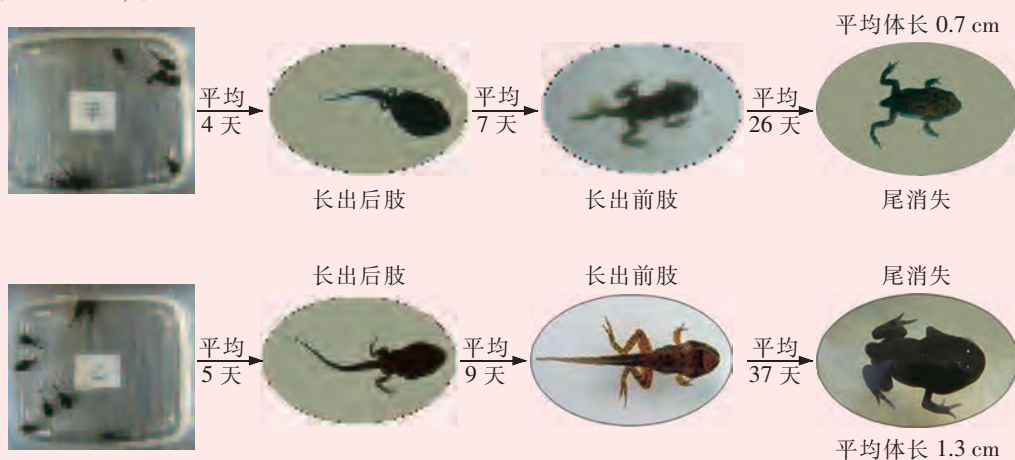 平均体长 0.7 cm
甲
平均
4 天
平均
7 天
平均
26 天
长出后肢
长出前肢
尾消失
长出后肢
长出前肢
尾消失
乙
平均
5 天
平均
9 天
平均
37 天
平均体长 1.3 cm